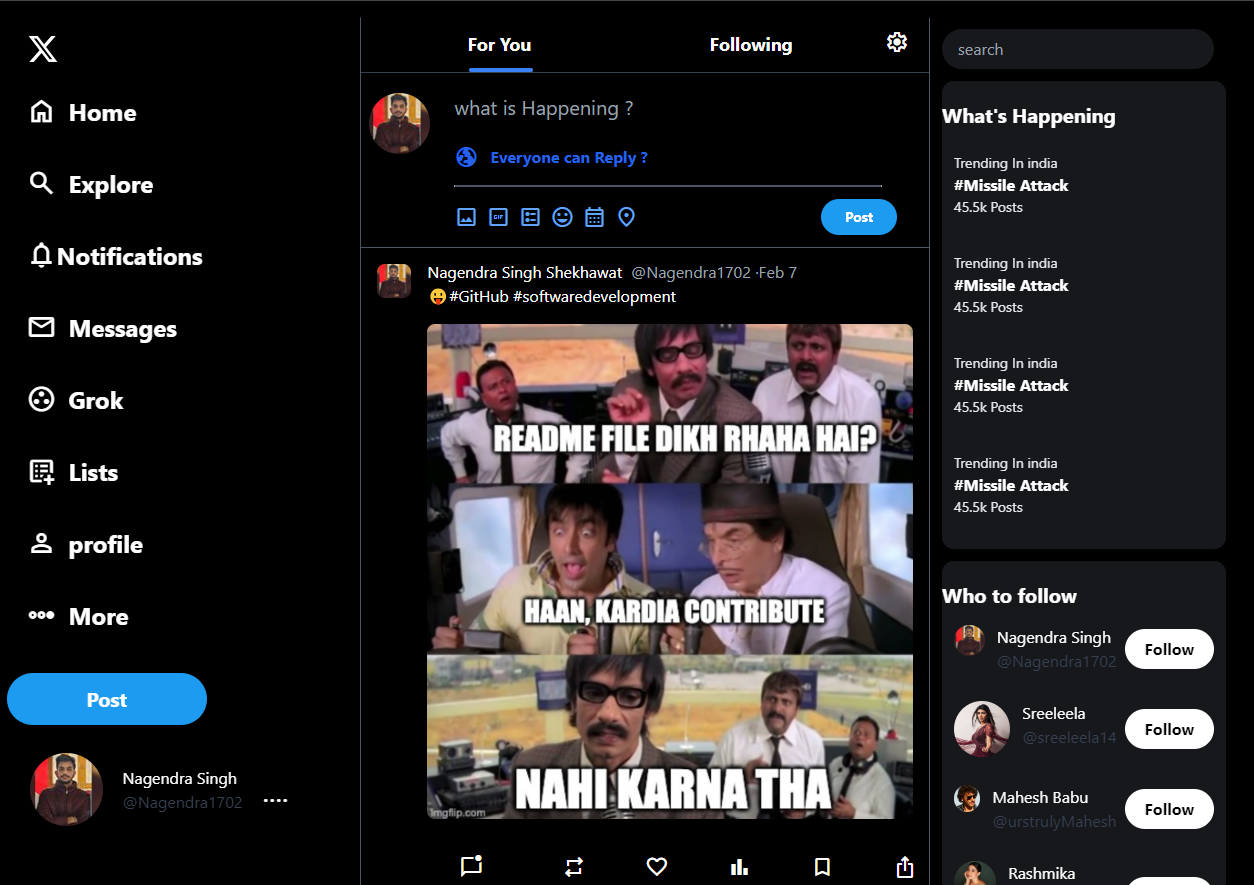 Home
Explore
Notifications
Messages
Grok
Lists
profile
More
Post
Nagendra Singh
@Nagendra1702
For You
Following
what is Happening ?
Everyone can Reply ?
GIF
Post
Nagendra Singh Shekhawat @Nagendra1702 ·Feb 7
😛#GitHub #softwaredevelopment
README FILE DIKH RHAHA HAI?
HAAN, KARDIA CONTRIBUTE
NAHI KARNA THA
imgflip.com
search
What's Happening
Trending In india
#Missile Attack
45.5k Posts
Trending In india
#Missile Attack
45.5k Posts
Trending In india
#Missile Attack
45.5k Posts
Trending In india
#Missile Attack
45.5k Posts
Who to follow
Nagendra Singh
@Nagendra1702
Follow
Sreeleela
@sreeleela14
Follow
Mahesh Babu
@urstrulyMahesh
Follow
Rashmika